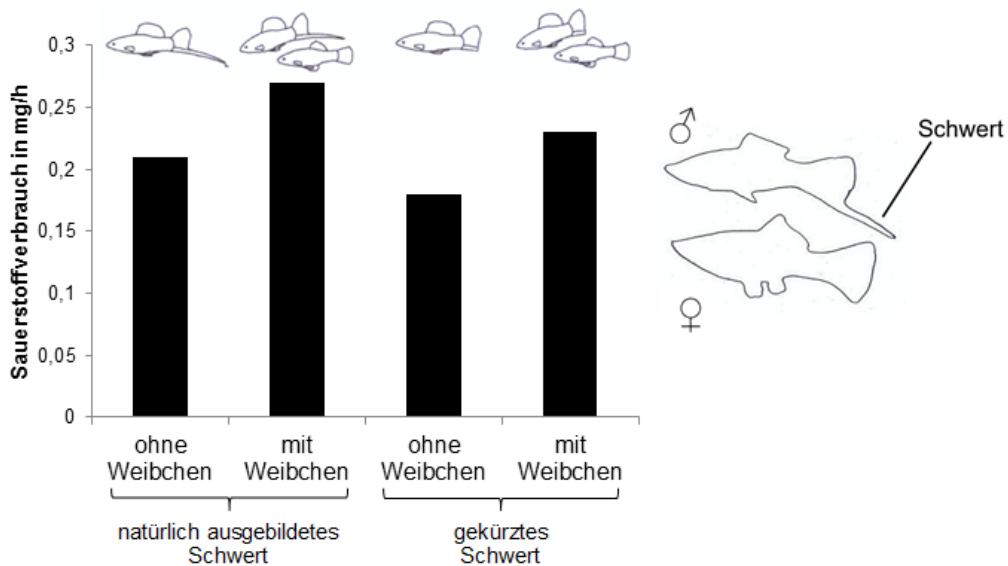 Sauerstoffverbrauch in mg/h
0,3
0,25
0,2
0,15
0,1
0,05
0
ohne
Weibchen
mit
Weibchen
ohne
Weibchen
mit
Weibchen
natürlich ausgebildetes
Schwert
gekürztes
Schwert
♂
Schwert
♀